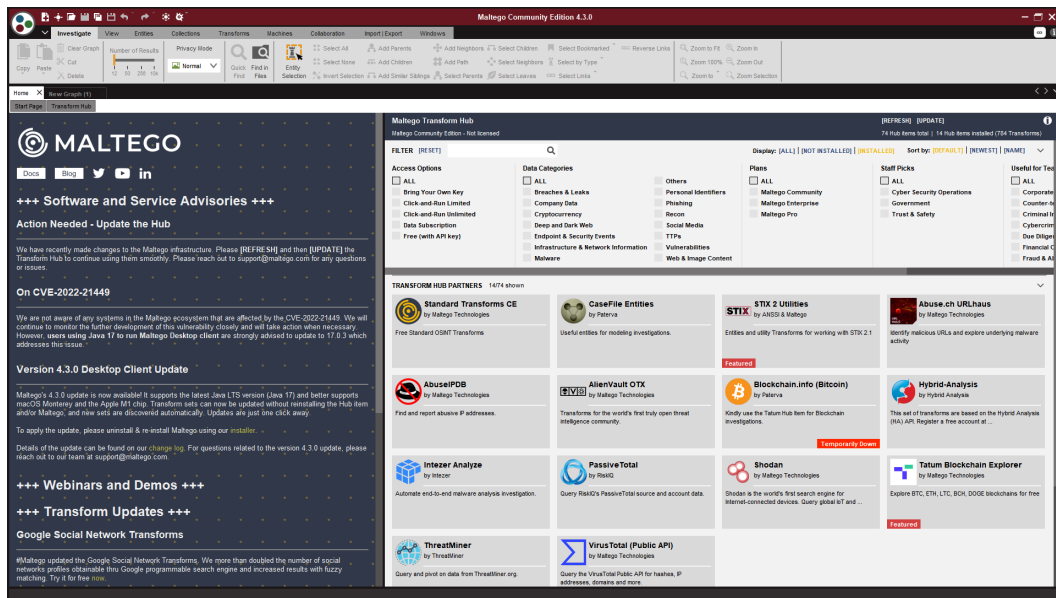 Maltego Community Edition 4.3.0
Investigate View Entities Collections Transforms Machines Collaboration Import | Export Windows
Copy Paste Clear Graph Cut Delete
Number of Results 12 50 256 10k
Privacy Mode Normal
Quick Find Find in Files Entity Selection
Select All Select None Invert Selection
Add Parents Add Children Add Similar Siblings
Add Neighbors Add Path Select Parents
Select Children Select Neighbors Select Leaves
Select Bookmarked Select by Type Select Links
Reverse Links
Zoom to Fit Zoom 100% Zoom to
Zoom In Zoom Out Zoom Selection
Home New Graph (1)
Start Page Transform Hub
MALTEGO
Docs Blog
+++ Software and Service Advisories +++
Action Needed - Update the Hub
We have recently made changes to the Maltego infrastructure. Please [REFRESH] and then [UPDATE] the
Transform Hub to continue using them smoothly. Please reach out to support@maltego.com for any questions
or issues.
On CVE-2022-21449
We are not aware of any systems in the Maltego ecosystem that are affected by the CVE-2022-21449. We will
continue to monitor the further development of this vulnerability closely and will take action when necessary.
However, users using Java 17 to run Maltego Desktop client are strongly advised to update to 17.0.3 which
addresses this issue.
Version 4.3.0 Desktop Client Update
Maltego's 4.3.0 update is now available! It supports the latest Java LTS version (Java 17) and better supports
macOS Monterey and the Apple M1 chip. Transform sets can now be updated without reinstalling the Hub item
and/or Maltego, and new sets are discovered automatically. Updates are just one click away.
To apply the update, please uninstall & re-install Maltego using our installer.
Details of the update can be found on our change log. For questions related to the version 4.3.0 update, please
reach out to our team at support@maltego.com.
+++ Webinars and Demos +++
+++ Transform Updates +++
Google Social Network Transforms
#Maltego updated the Google Social Network Transforms. We more than doubled the number of social
networks profiles obtainable thru Google programmable search engine and increased results with fuzzy
matching. Try it for free now.
Maltego Transform Hub [REFRESH] [UPDATE]
Maltego Community Edition - Not licensed 74 Hub items total | 14 Hub items installed (784 Transforms)
FILTER [RESET] Display: [ALL] | [NOT INSTALLED] | [INSTALLED] Sort by: [DEFAULT] | [NEWEST] | [NAME]
Access Options
ALL
Bring Your Own Key
Click-and-Run Limited
Click-and-Run Unlimited
Data Subscription
Free (with API key)
Data Categories
ALL
Breaches & Leaks
Company Data
Cryptocurrency
Deep and Dark Web
Endpoint & Security Events
Infrastructure & Network Information
Malware
Others
Personal Identifiers
Phishing
Recon
Social Media
TTPs
Vulnerabilities
Web & Image Content
Plans
ALL
Maltego Community
Maltego Enterprise
Maltego Pro
Staff Picks
ALL
Cyber Security Operations
Government
Trust & Safety
Useful for Tea
ALL
Corporate
Counter-t
Criminal In
Cybercrim
Due Dilige
Financial C
Fraud & A
TRANSFORM HUB PARTNERS 14/74 shown
Standard Transforms CE
by Maltego Technologies
Free Standard OSINT Transforms
CaseFile Entities
by Paterva
Useful entities for modeling investigations.
STIX
STIX 2 Utilities
by ANSSI & Maltego
Entities and utility Transforms for working with STIX 2.1
Featured
Abuse.ch URLhaus
by Maltego Technologies
Identify malicious URLs and explore underlying malware
activity
AbuseIPDB
by Maltego Technologies
Find and report abusive IP addresses.
AlienVault OTX
by Maltego Technologies
Transforms for the world's first truly open threat
intelligence community.
Blockchain.info (Bitcoin)
by Paterva
Kindly use the Tatum Hub item for Blockchain
investigations.
Temporarily Down
Hybrid-Analysis
by Hybrid Analysis
This set of transforms are based on the Hybrid Analysis
(HA) API. Register a free account at ...
Intezer Analyze
by Intezer
Automate end-to-end malware analysis investigation.
PassiveTotal
by RiskIQ
Query RiskIQ's PassiveTotal source and account data.
Shodan
by Maltego Technologies
Shodan is the world's first search engine for
Internet-connected devices. Query global IoT and ...
Tatum Blockchain Explorer
by Maltego Technologies
Explore BTC, ETH, LTC, BCH, DOGE blockchains for free
Featured
ThreatMiner
by ThreatMiner
Query and pivot on data from ThreatMiner.org.
VirusTotal (Public API)
by Maltego Technologies
Query the VirusTotal Public API for hashes, IP
addresses, domains and more.